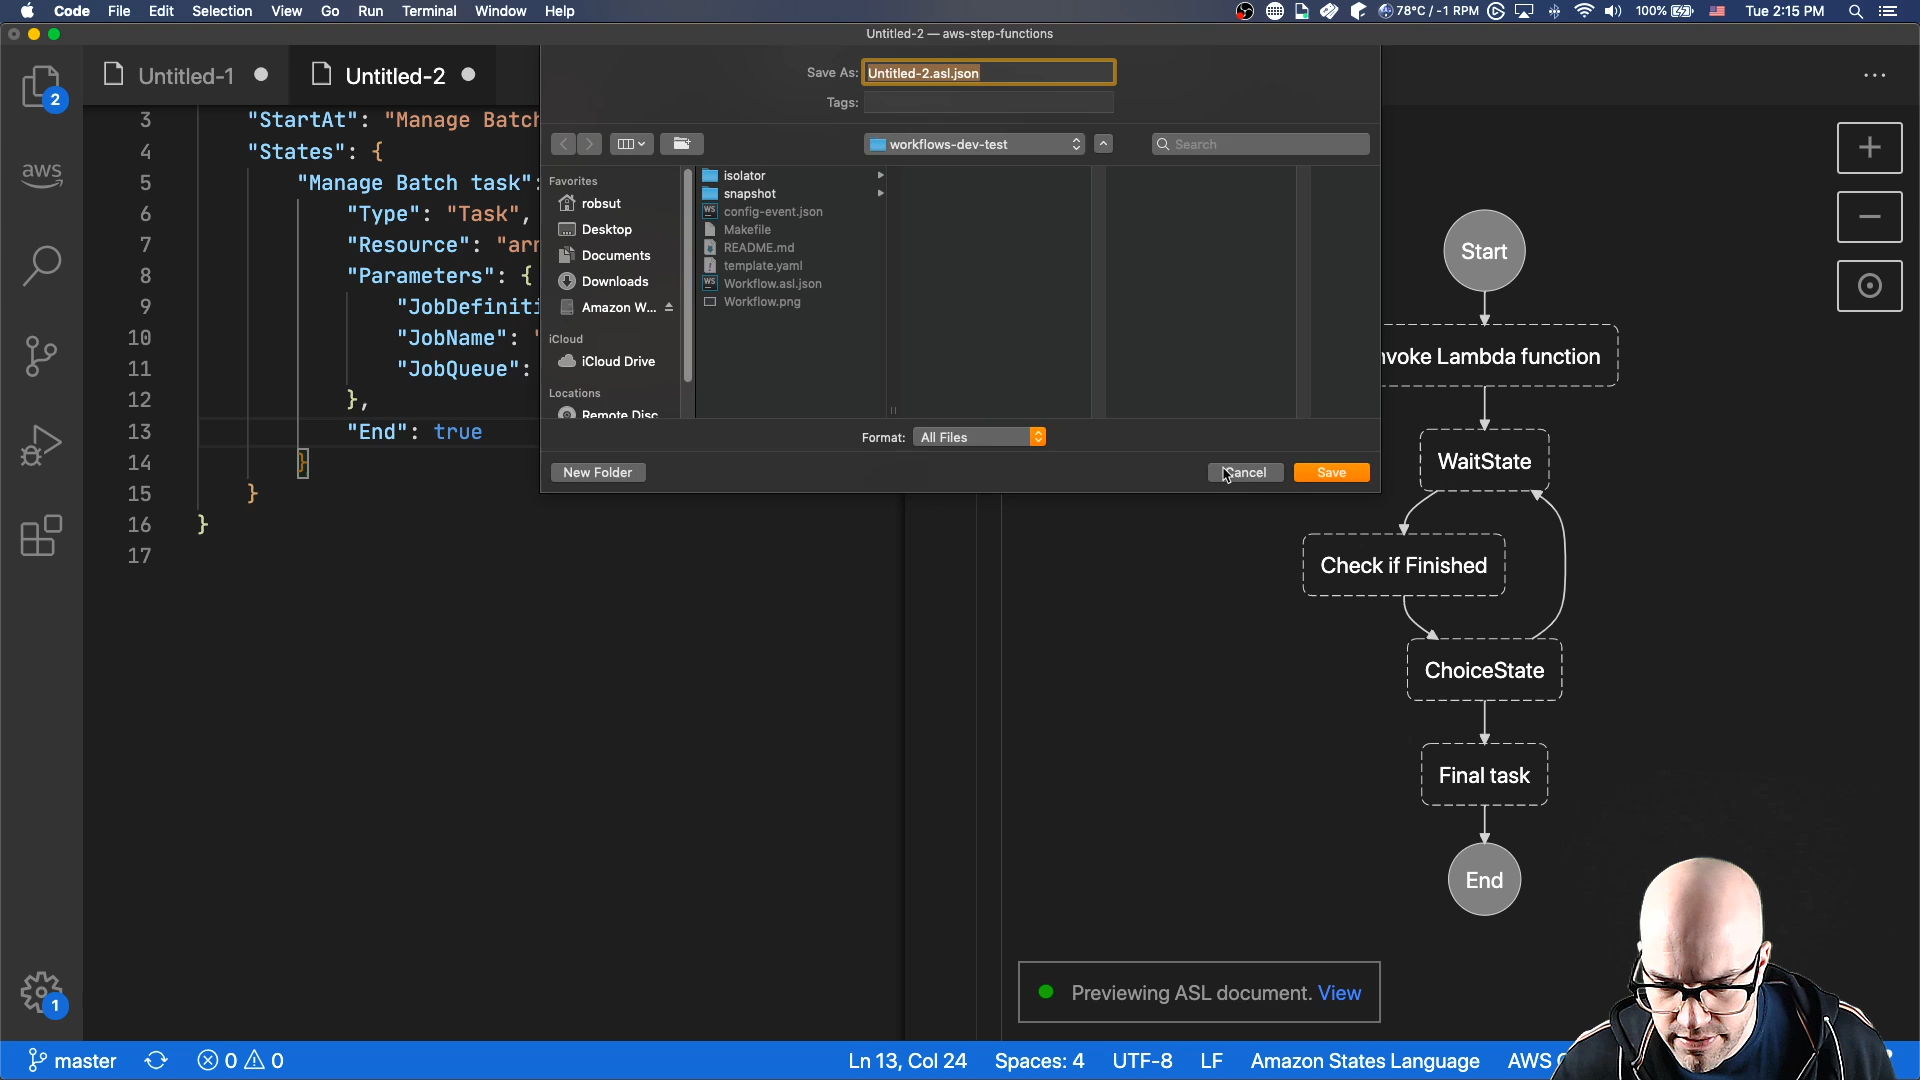 Code File Edit Selection View Go Run Terminal Window Help 78°C / -1 RPM 100% Tue 2:15 PM
Untitled-2 — aws-step-functions
Untitled-1 Untitled-2
2
aws
1
3 "StartAt": "Manage Batch
4 "States": {
5 "Manage Batch task":
6 "Type": "Task",
7 "Resource": "arn
8 "Parameters": {
9 "JobDefiniti
10 "JobName": "
11 "JobQueue":
12 },
13 "End": true
14 }
15 }
16 }
17
Save As: Untitled-2.asl.json
Tags:
workflows-dev-test
Search
Favorites
robsut
Desktop
Documents
Downloads
Amazon W...
iCloud
iCloud Drive
Locations
Remote Disc
isolator
snapshot
config-event.json
Makefile
README.md
template.yaml
Workflow.asl.json
Workflow.png
Format: All Files
New Folder Cancel Save
Start
nvoke Lambda function
WaitState
Check if Finished
ChoiceState
Final task
End
Previewing ASL document. View
master 0 0 Ln 13, Col 24 Spaces: 4 UTF-8 LF Amazon States Language AWS